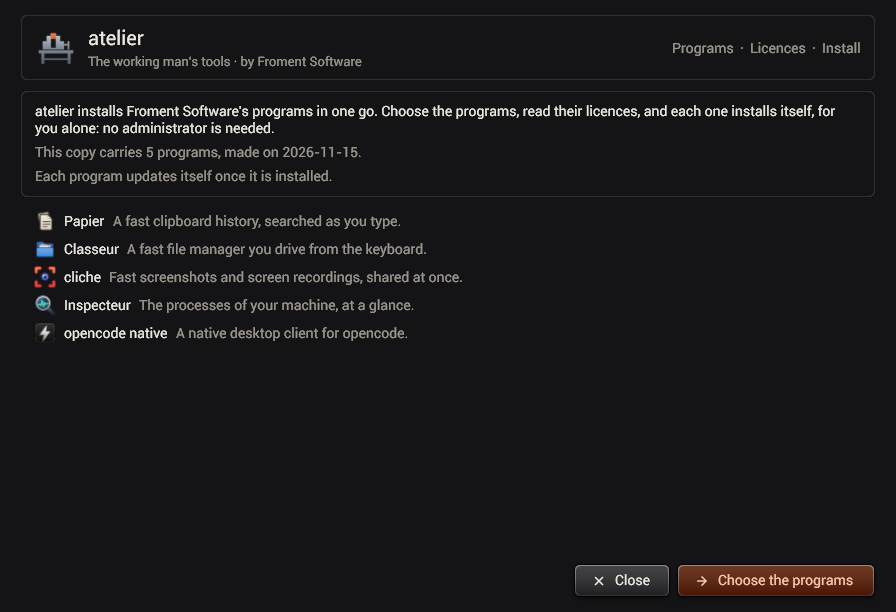 atelier
The working man's tools · by Froment Software
Programs · Licences · Install
atelier installs Froment Software's programs in one go. Choose the programs, read their licences, and each one installs itself, for
you alone: no administrator is needed.
This copy carries 5 programs, made on 2026-11-15.
Each program updates itself once it is installed.
Papier A fast clipboard history, searched as you type.
Classeur A fast file manager you drive from the keyboard.
cliche Fast screenshots and screen recordings, shared at once.
Inspecteur The processes of your machine, at a glance.
opencode native A native desktop client for opencode.
Close
Choose the programs